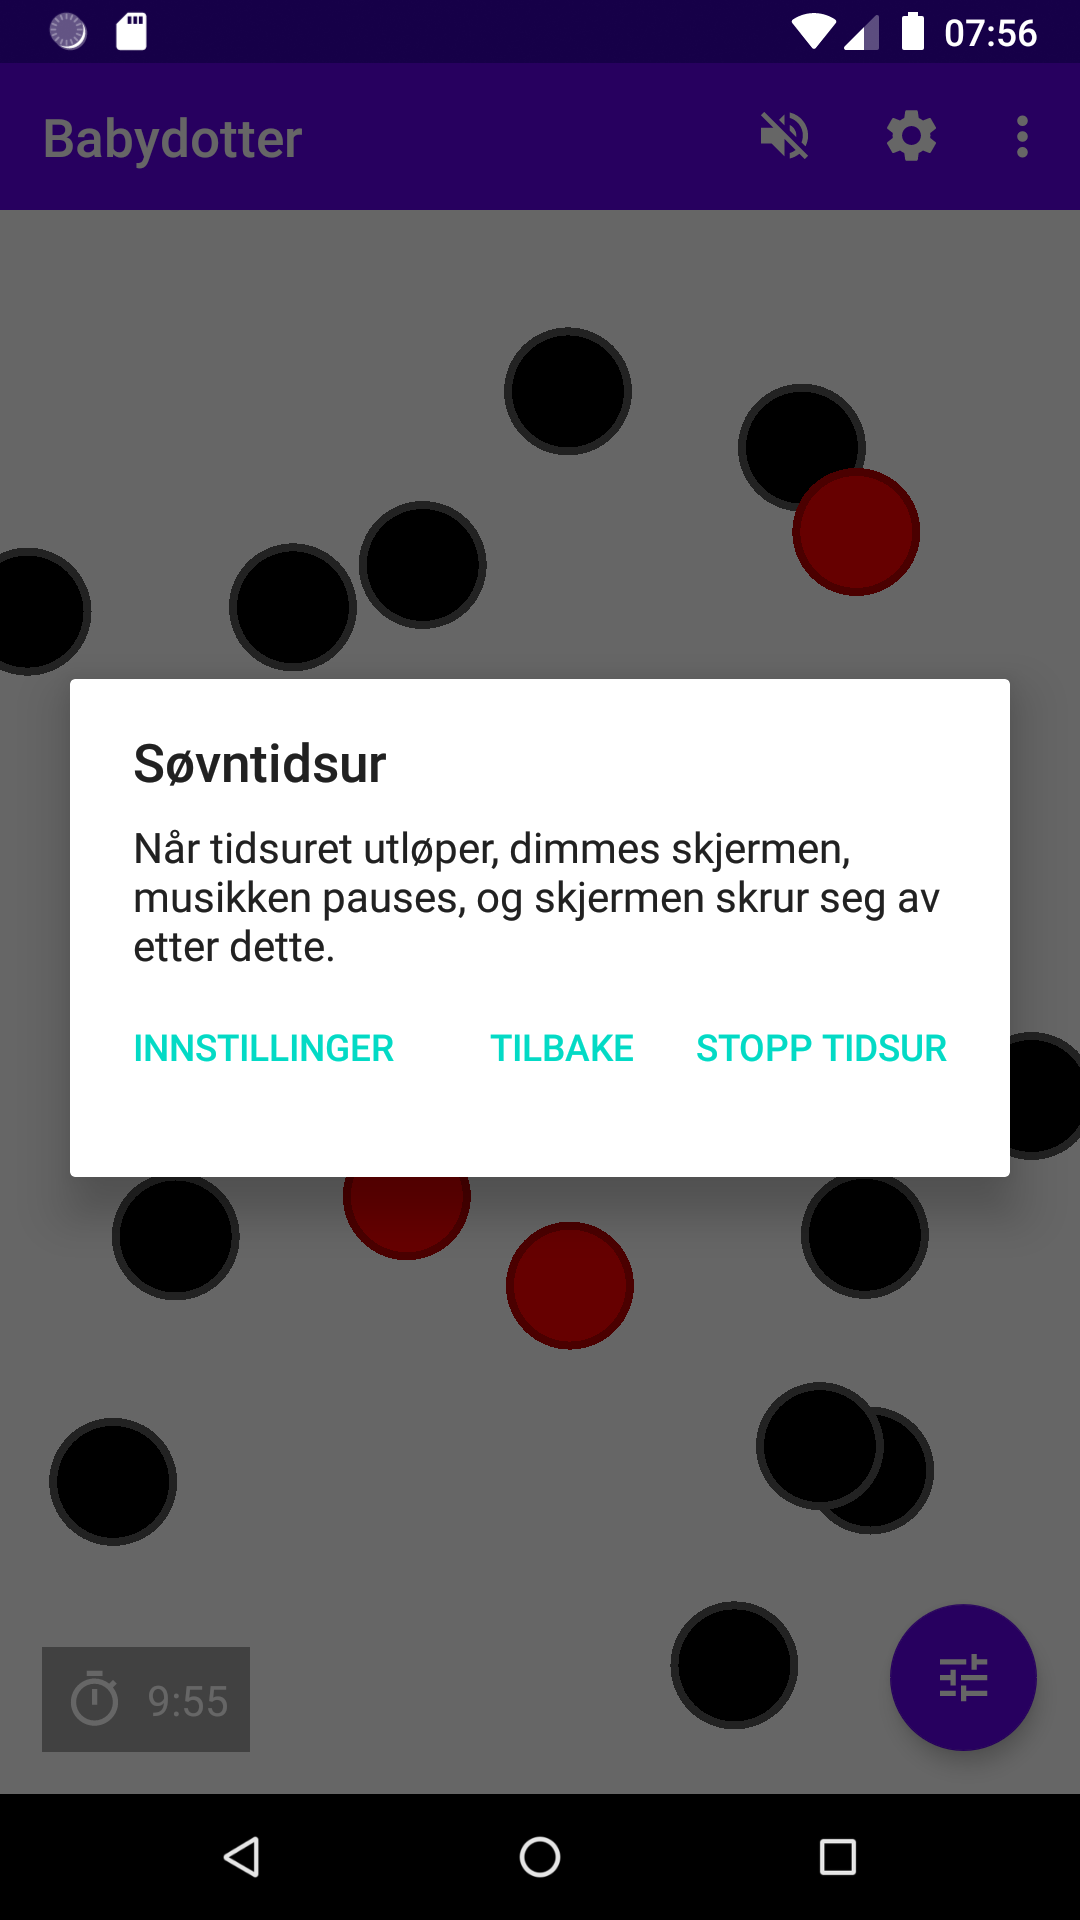 07:56
Babydotter
Søvntidsur
Når tidsuret utløper, dimmes skjermen,
musikken pauses, og skjermen skrur seg av
etter dette.
INNSTILLINGER TILBAKE STOPP TIDSUR
9:55